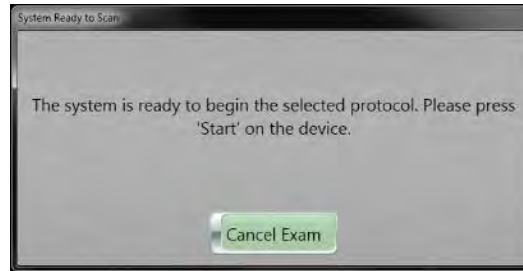 System Ready to Scan
The system is ready to begin the selected protocol. Please press
'Start' on the device.
Cancel Exam